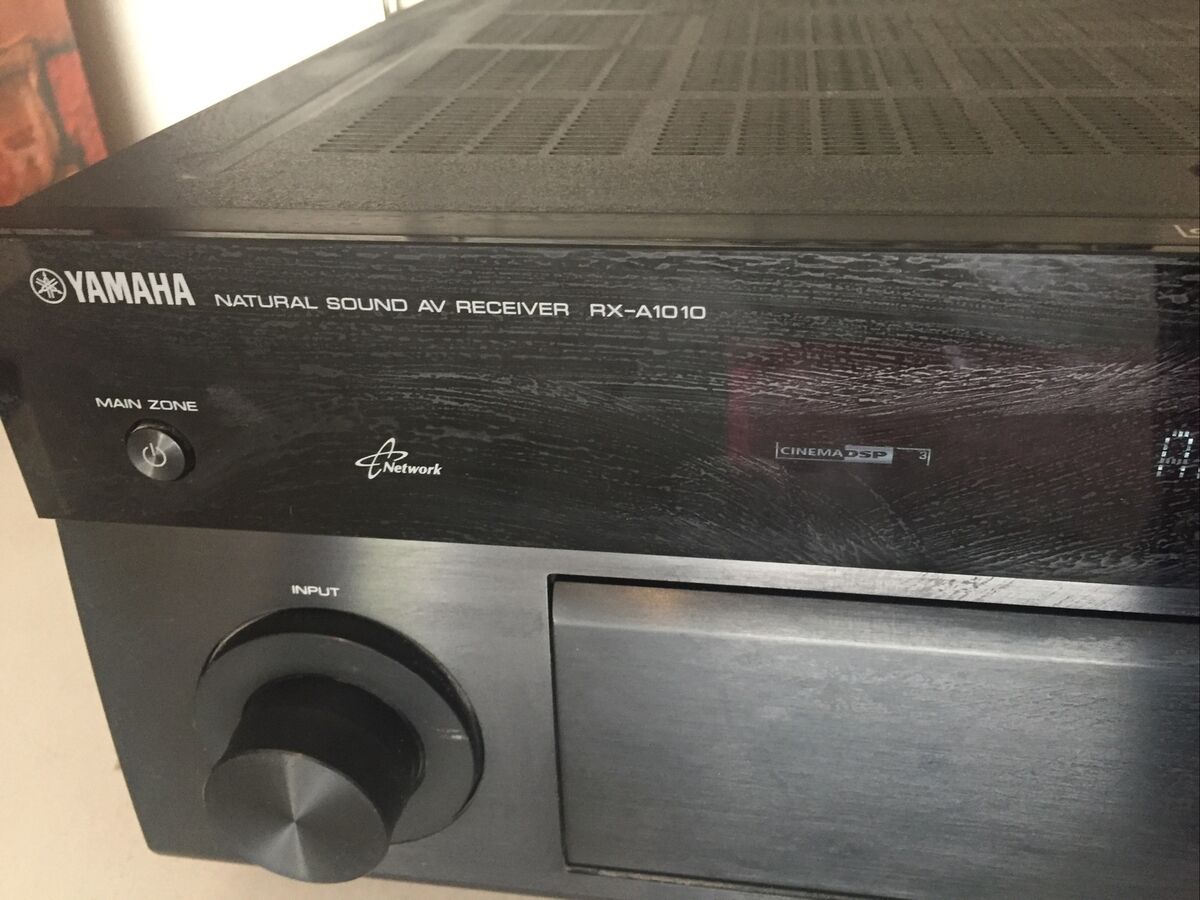 YAMAHA NATURAL SOUND AV RECEIVER RX-A1010
MAIN ZONE
Network
CINEMA DSP 3
INPUT